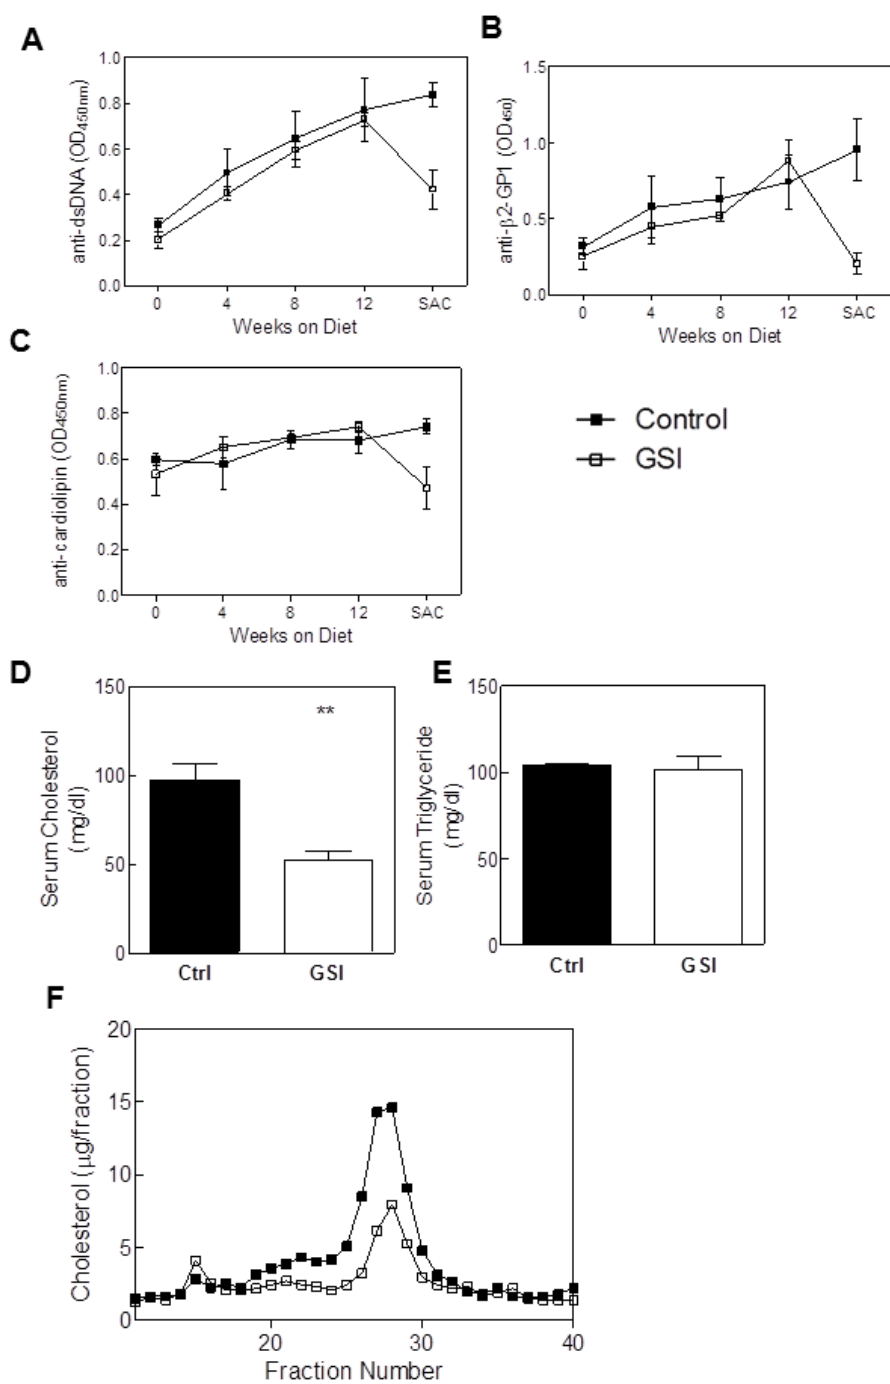 A
anti-dsDNA (OD450nm)
1.0
0.8
0.6
0.4
0.2
0.0
0 4 8 12 SAC
Weeks on Diet
B
anti-β2-GP1 (OD450)
1.5
1.0
0.5
0.0
0 4 8 12 SAC
Weeks on Diet
C
anti-cardiolipin (OD450nm)
1.0
0.8
0.6
0.4
0.2
0.0
0 4 8 12 SAC
Weeks on Diet
Control
GSI
D
Serum Cholesterol
(mg/dl)
150
100
50
0
**
Ctrl GSI
E
Serum Triglyceride
(mg/dl)
150
100
50
0
Ctrl GSI
F
Cholesterol (μg/fraction)
20
15
10
5
0
20 30 40
Fraction Number